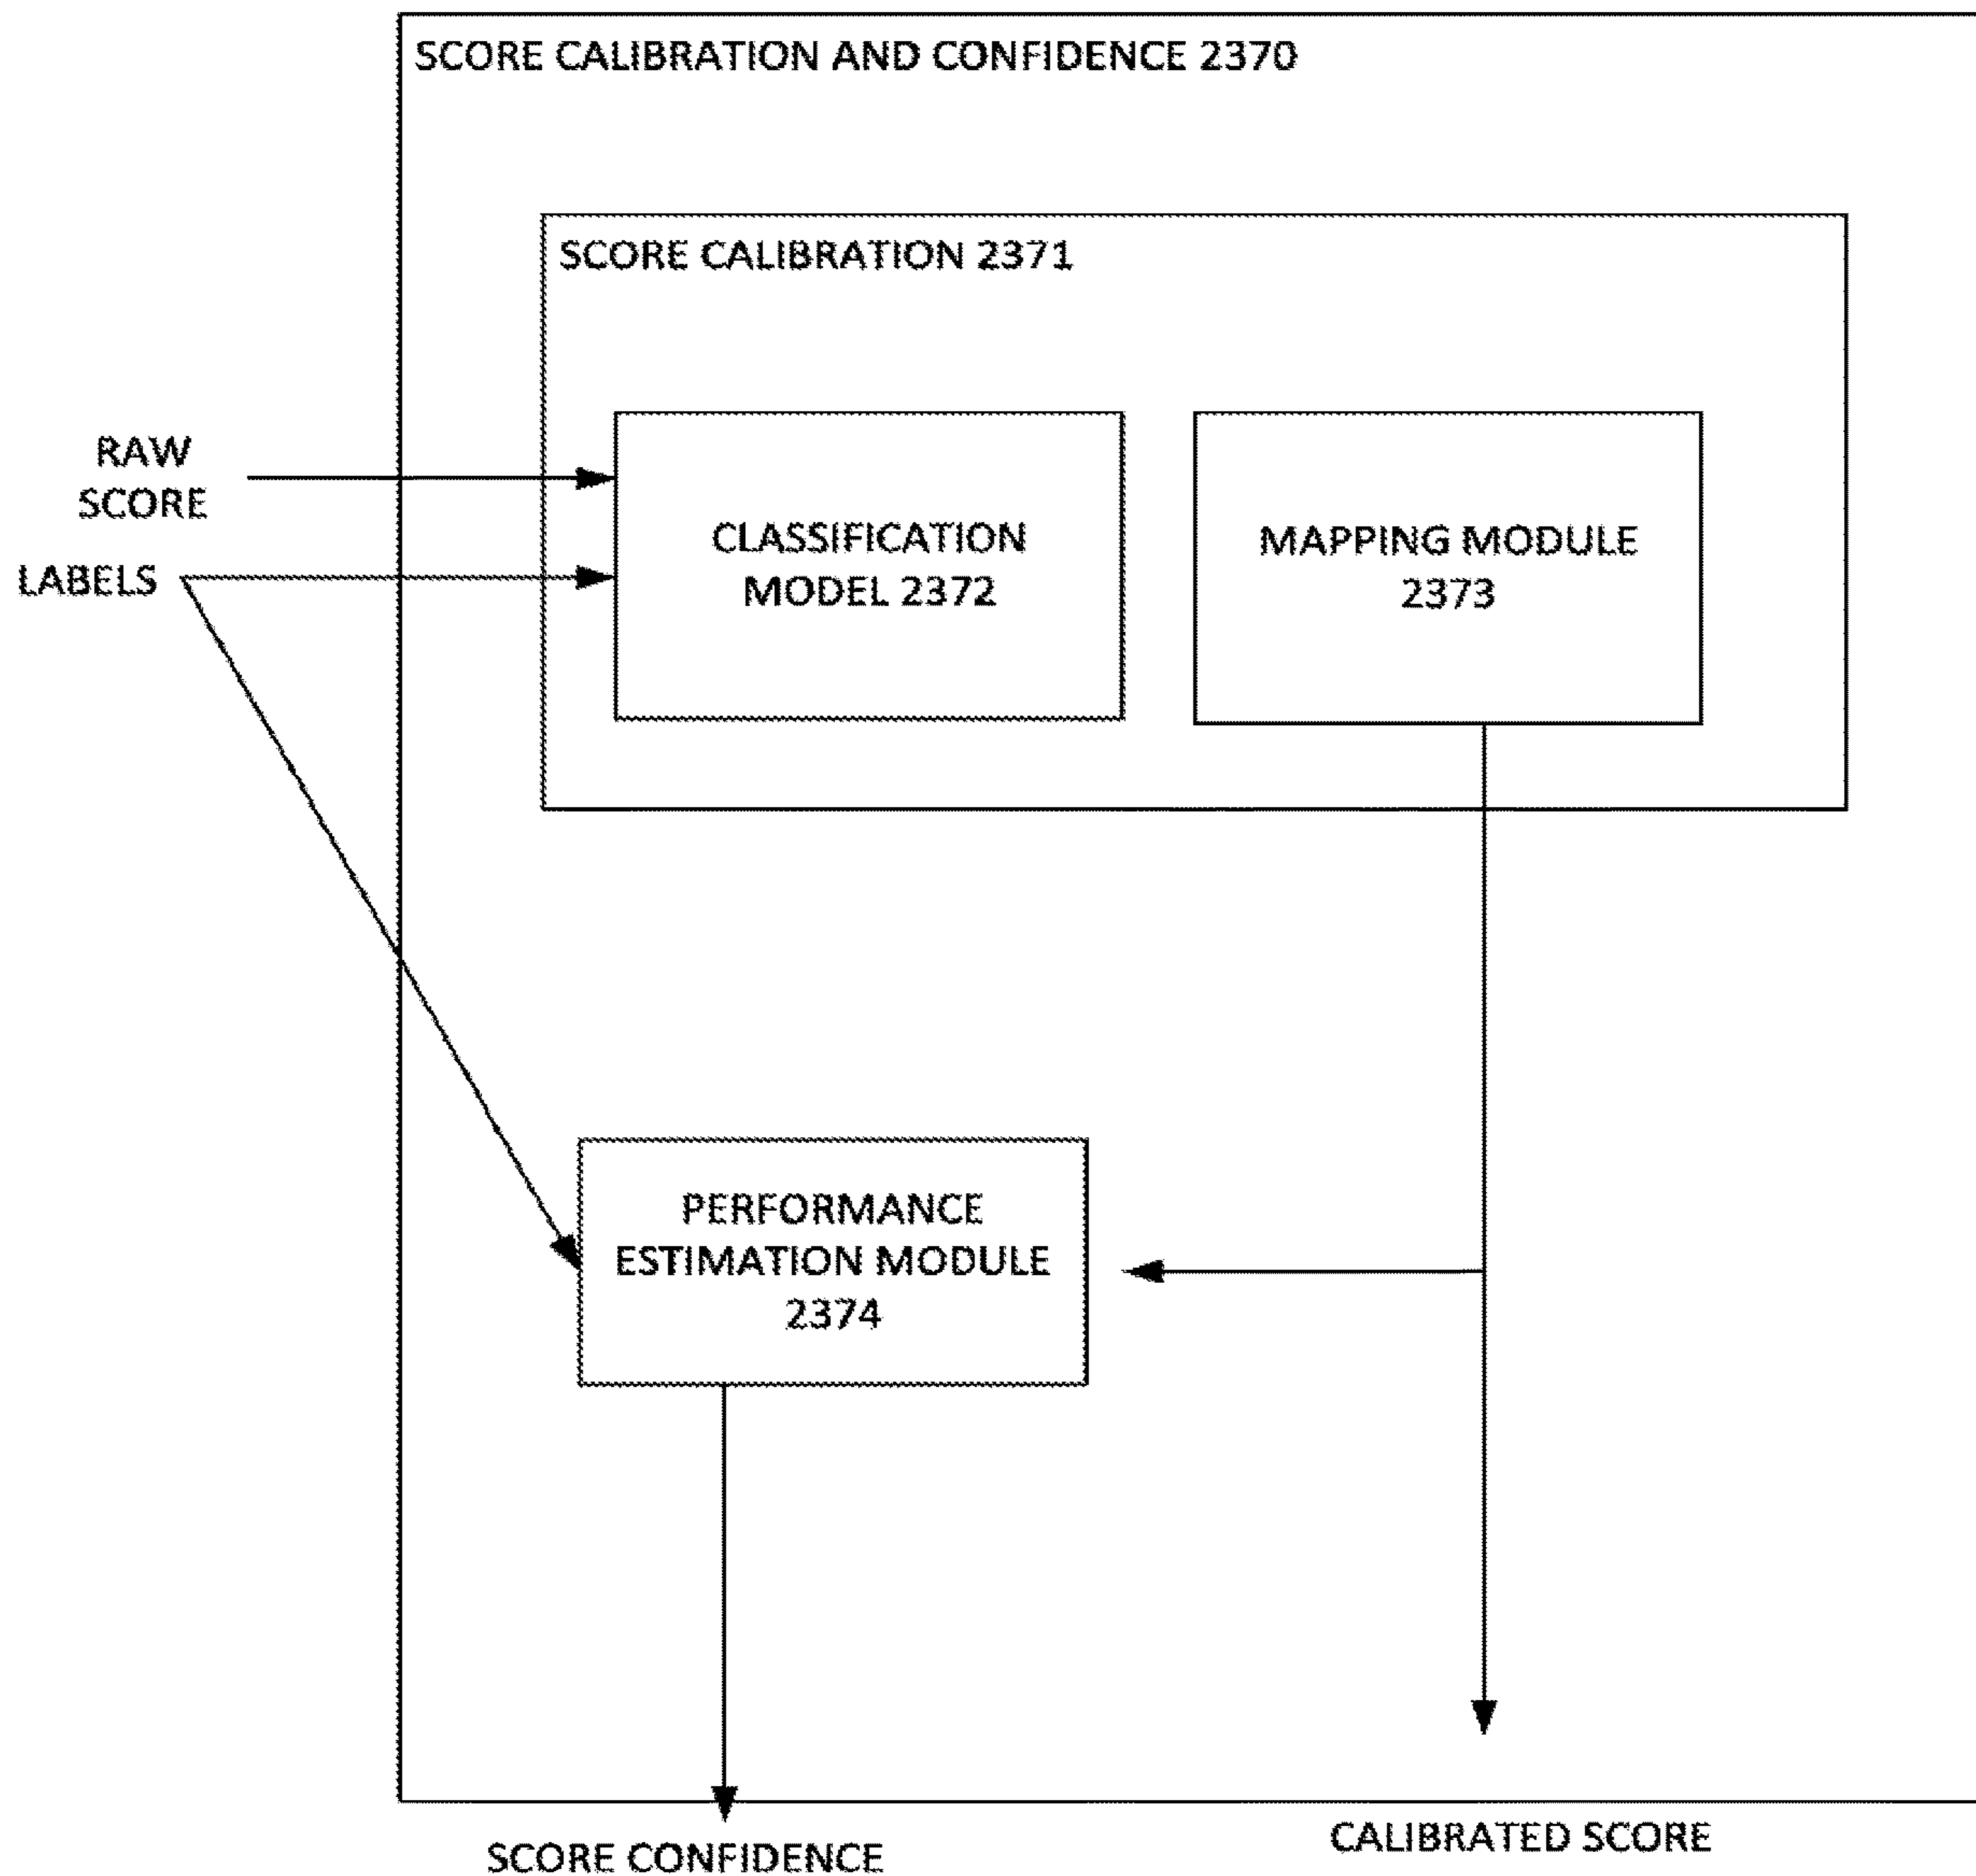 SCORE CALIBRATION AND CONFIDENCE 2370
SCORE CALIBRATION 2371
RAW
SCORE
LABELS
CLASSIFICATION
MODEL 2372
MAPPING MODULE
2373
PERFORMANCE
ESTIMATION MODULE
2374
SCORE CONFIDENCE
CALIBRATED SCORE